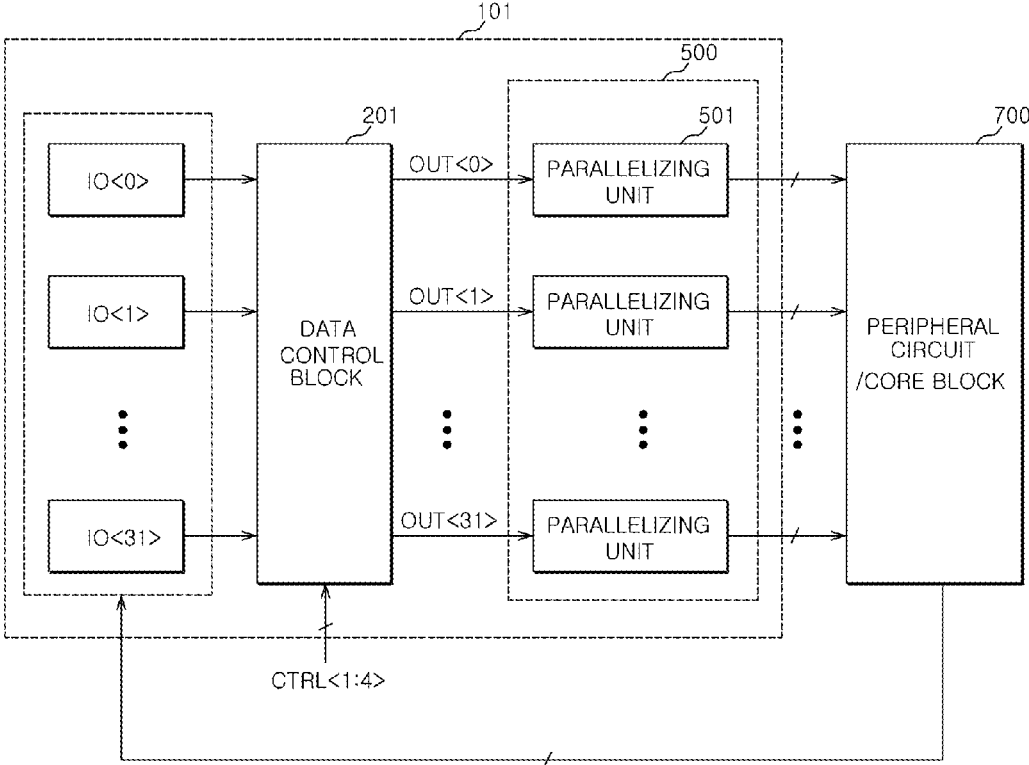 101
500
201
501
700
IO<0>
OUT<0>
PARALLELIZING
UNIT
IO<1>
OUT<1>
PARALLELIZING
UNIT
DATA
CONTROL
BLOCK
PERIPHERAL
CIRCUIT
/CORE BLOCK
IO<31>
OUT<31>
PARALLELIZING
UNIT
CTRL<1:4>